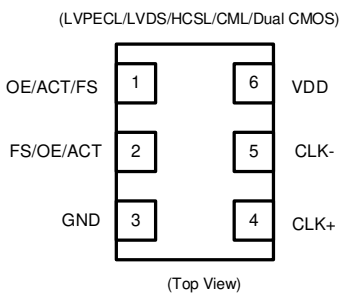 (LVPECL/LVDS/HCSL/CML/Dual CMOS)
OE/ACT/FS 1 6 VDD
FS/OE/ACT 2 5 CLK-
GND 3 4 CLK+
(Top View)